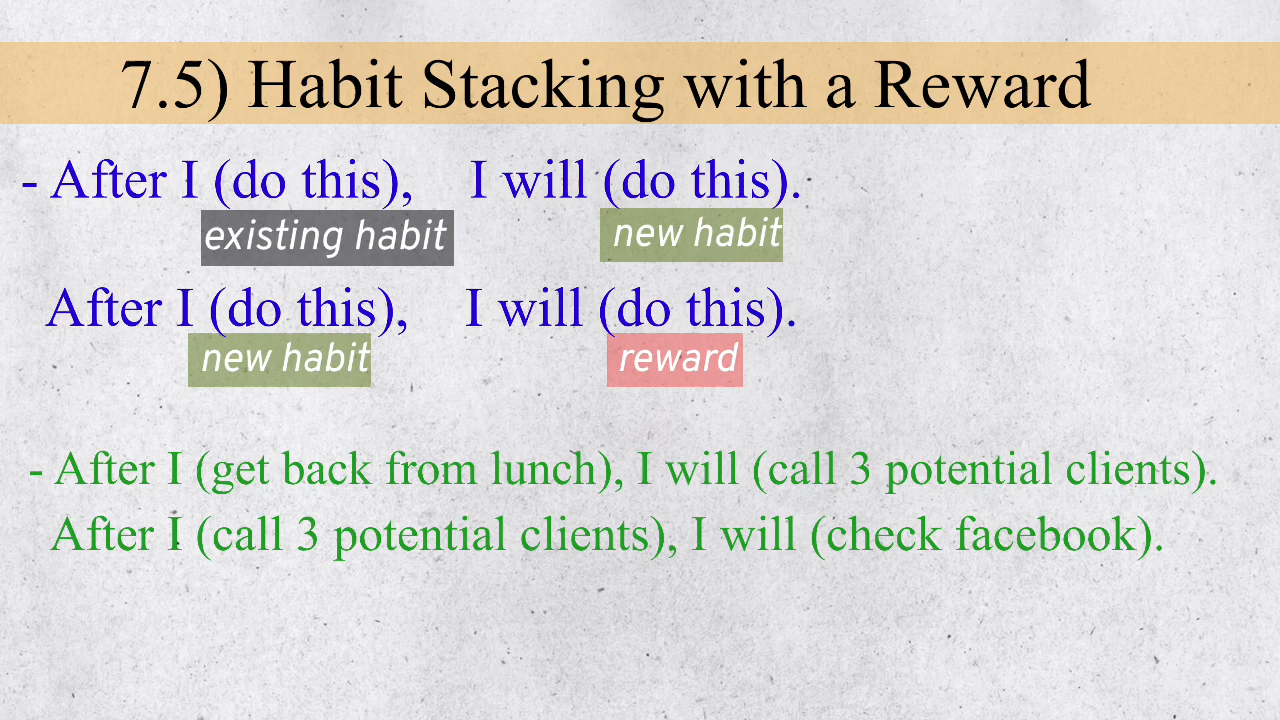 7.5) Habit Stacking with a Reward
- After I (do this), I will (do this).
existing habit new habit
After I (do this), I will (do this).
new habit reward
- After I (get back from lunch), I will (call 3 potential clients).
After I (call 3 potential clients), I will (check facebook).